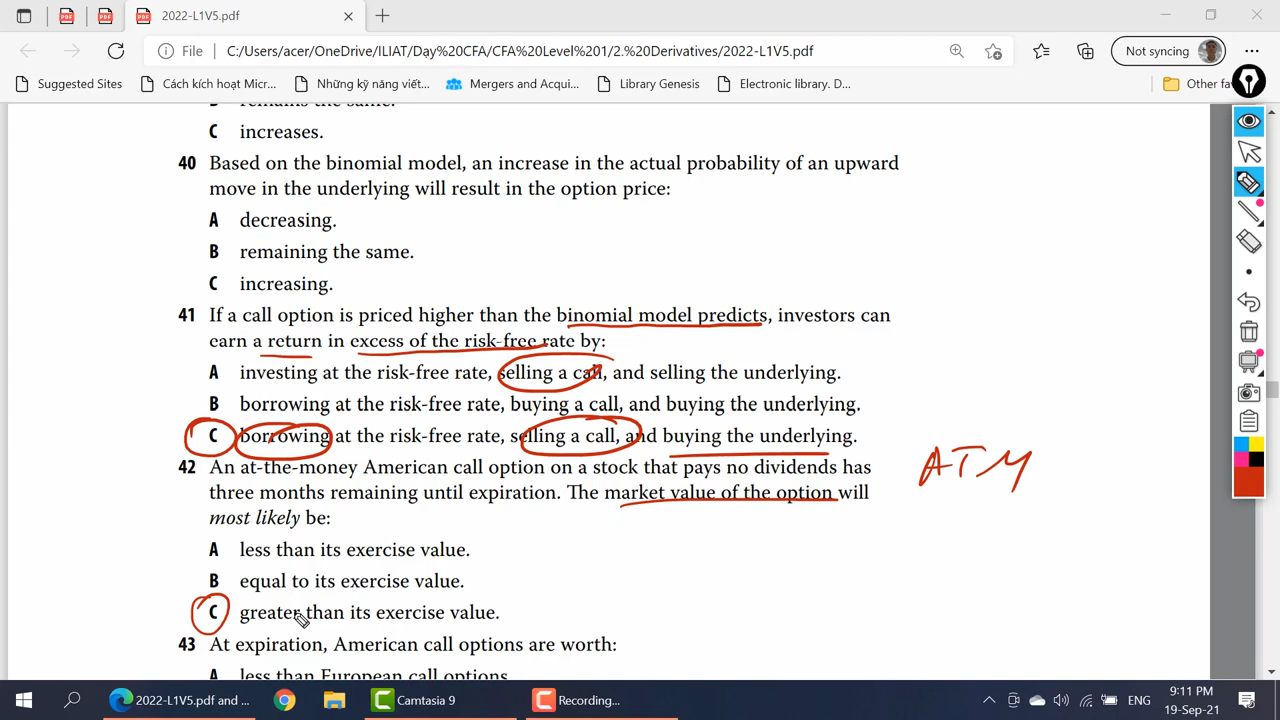 2022-L1V5.pdf
File
C:/Users/acer/OneDrive/ILIAT/Dạy%20CFA/CFA%20Level%201/2.%20Derivatives/2022-L1V5.pdf
Not syncing
Suggested Sites
Cách kích hoạt Micr...
Những kỹ năng viết...
Mergers and Acqui...
Library Genesis
Electronic library. D...
Other fa
B remains the same.
C increases.
40 Based on the binomial model, an increase in the actual probability of an upward
move in the underlying will result in the option price:
A decreasing.
B remaining the same.
C increasing.
41 If a call option is priced higher than the binomial model predicts, investors can
earn a return in excess of the risk-free rate by:
A investing at the risk-free rate, selling a call, and selling the underlying.
B borrowing at the risk-free rate, buying a call, and buying the underlying.
C borrowing at the risk-free rate, selling a call, and buying the underlying.
42 An at-the-money American call option on a stock that pays no dividends has
three months remaining until expiration. The market value of the option will
most likely be:
ATM
A less than its exercise value.
B equal to its exercise value.
C greater than its exercise value.
43 At expiration, American call options are worth:
A less than European call options.
2022-L1V5.pdf and ...
Camtasia 9
Recording...
ENG
9:11 PM
19-Sep-21